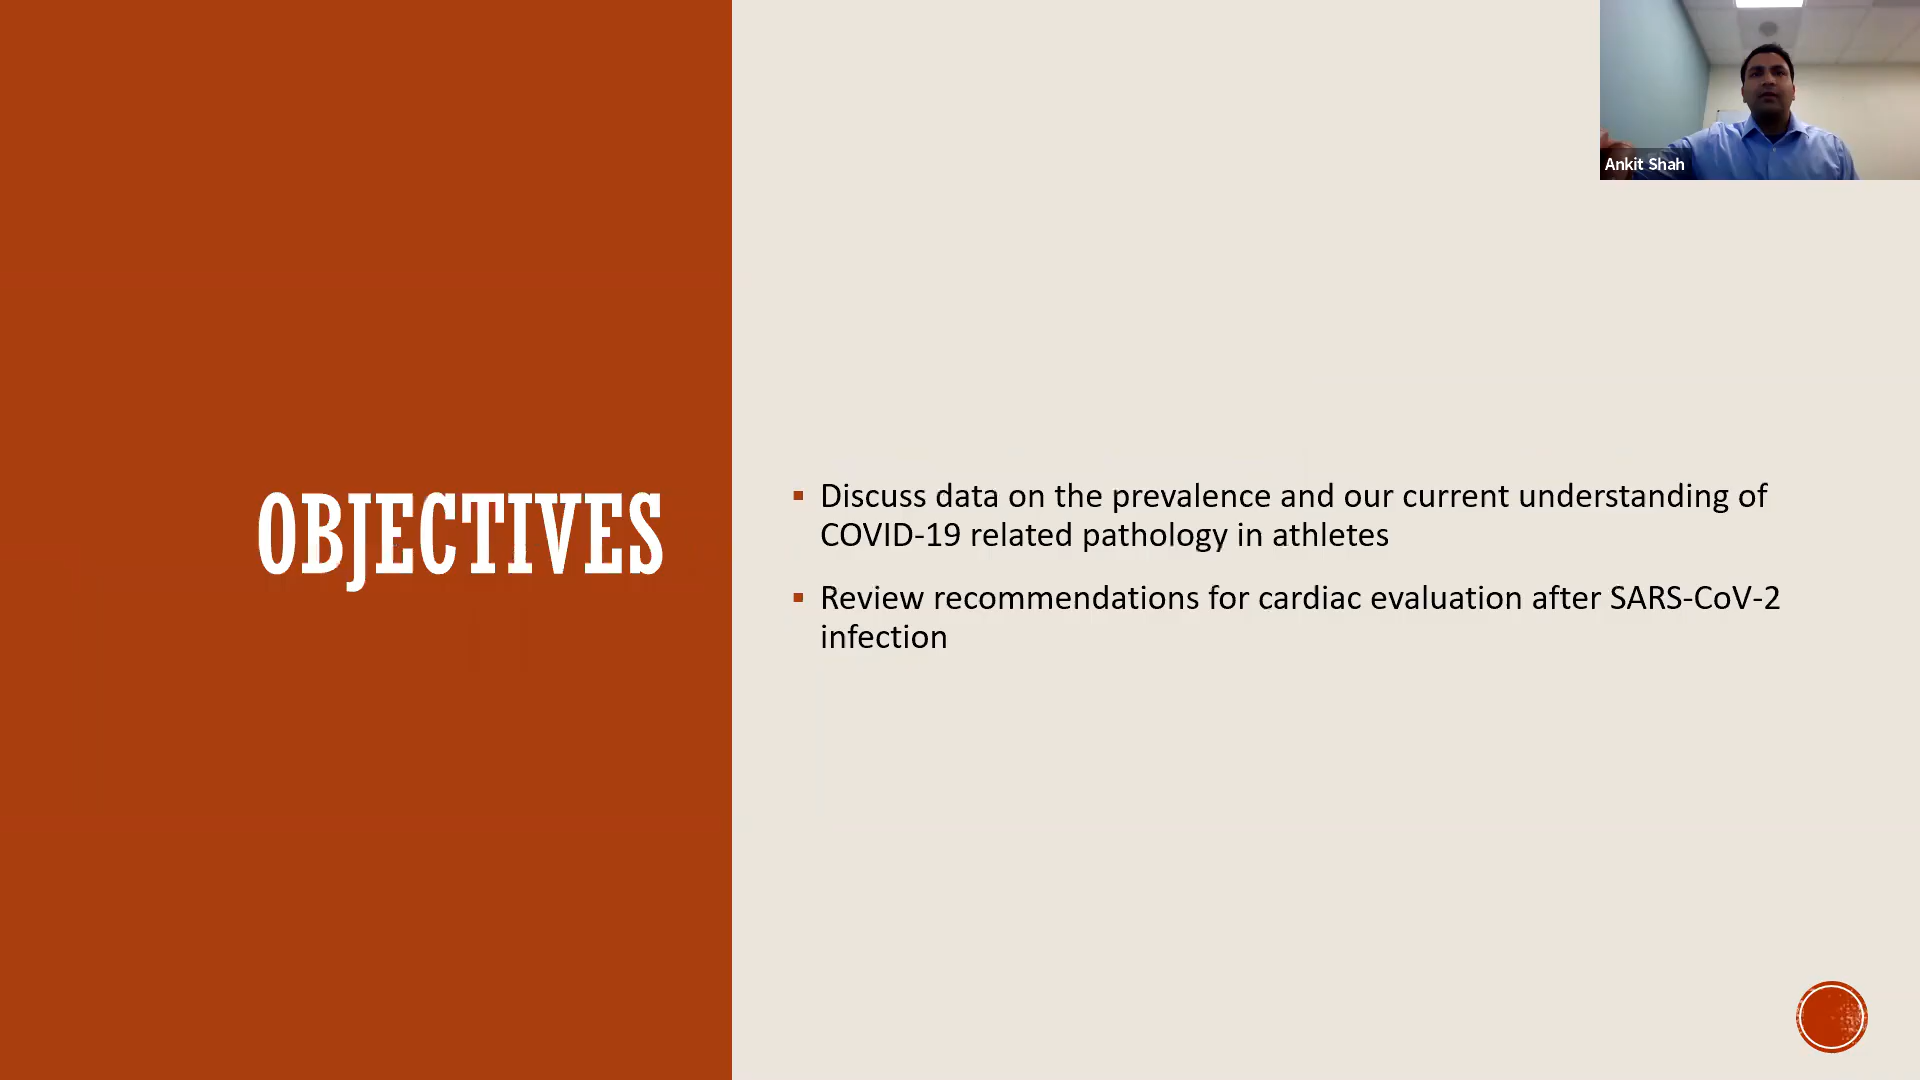 Ankit Shah
OBJECTIVES
▪ Discuss data on the prevalence and our current understanding of
COVID-19 related pathology in athletes
▪ Review recommendations for cardiac evaluation after SARS-CoV-2
infection